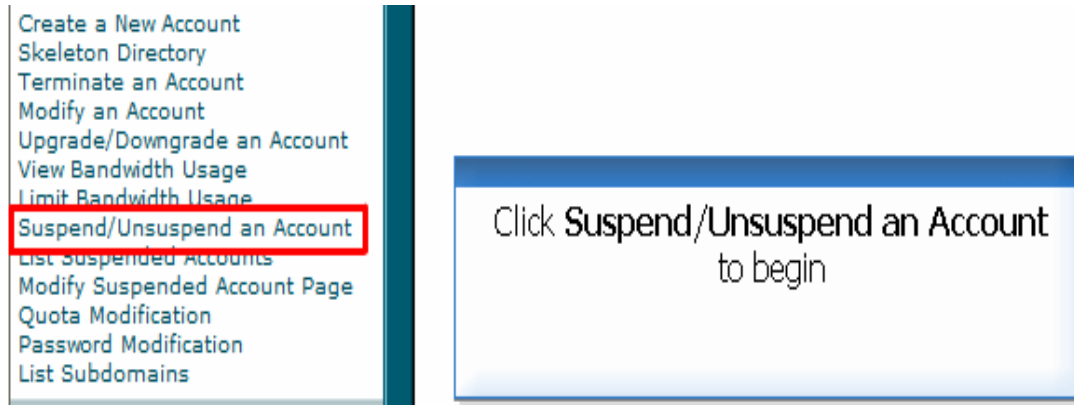 Create a New Account
Skeleton Directory
Terminate an Account
Modify an Account
Upgrade/Downgrade an Account
View Bandwidth Usage
Limit Bandwidth Usage
Suspend/Unsuspend an Account
List Suspended Accounts
Modify Suspended Account Page
Quota Modification
Password Modification
List Subdomains
Click Suspend/Unsuspend an Account
to begin